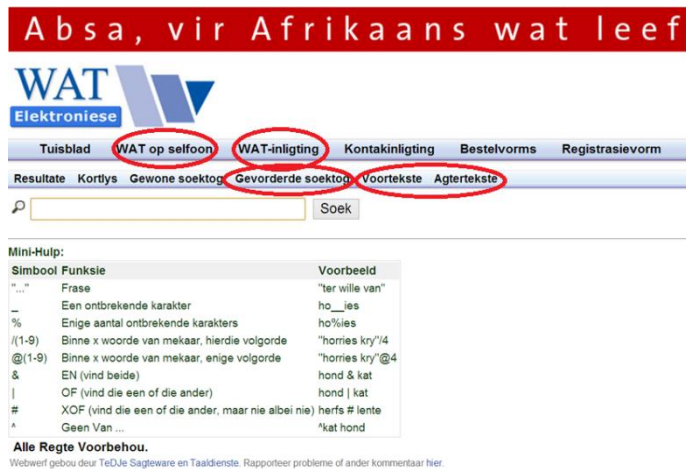 Absa, vir Afrikaans wat leef
WAT
Elektroniese
Tuisblad WAT op selfoon WAT-inligting Kontakinligting Bestelvorms Registrasievorm
Resultate Kortlys Gewone soektog Gevorderde soektog Voortekste Agtertekste
Soek
Mini-Hulp:
Simbool Funksie Voorbeeld
"..." Frase "ter wille van"
_ Een ontbrekende karakter ho__ies
% Enige aantal ontbrekende karakters ho%ies
/(1-9) Binne x woorde van mekaar, hierdie volgorde "horries kry"/4
@(1-9) Binne x woorde van mekaar, enige volgorde "horries kry"@4
& EN (vind beide) hond & kat
| OF (vind die een of die ander) hond | kat
# XOF (vind die een of die ander, maar nie albei nie) herfs # lente
^ Geen Van ... ^kat hond
Alle Regte Voorbehou.
Webwerf gebou deur TeDJe Sagteware en Taaldienste. Rapporteer probleme of ander kommentaar hier.